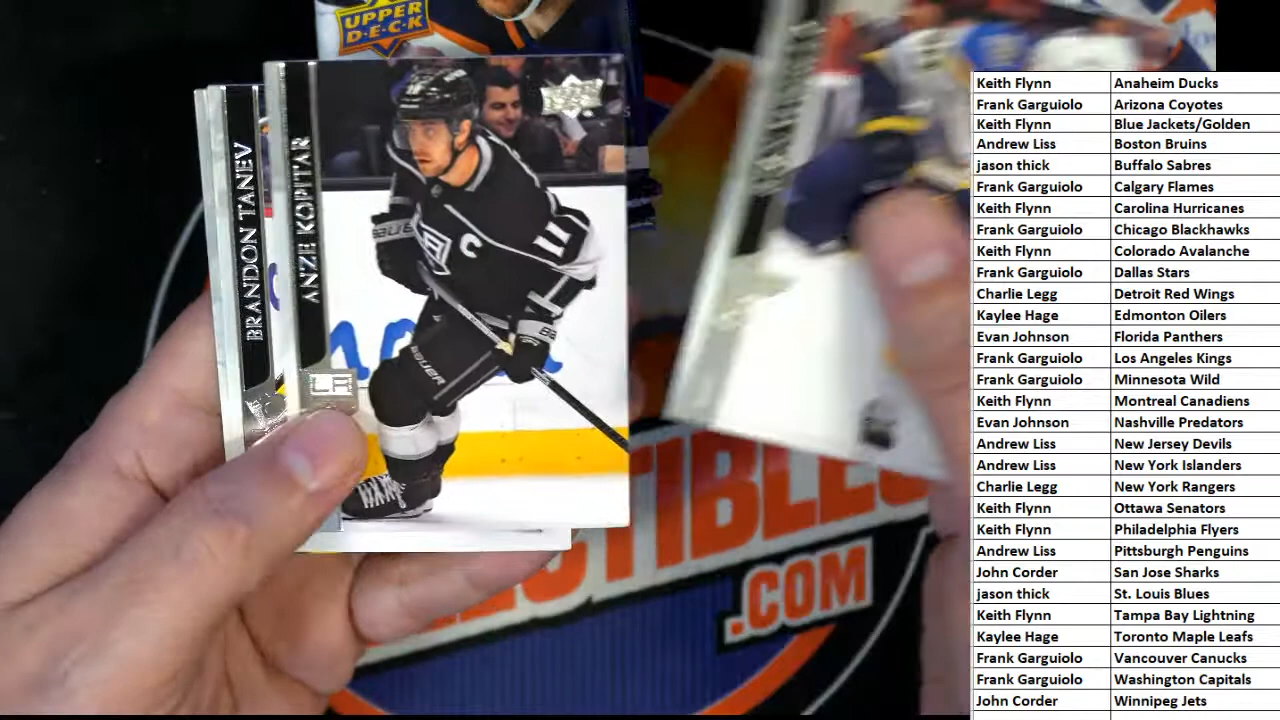 UPPER
D·E·C·K
BRANDON TANEV
ANZE KOPITAR
LA
C
11
BAUER
.COM
Keith Flynn Anaheim Ducks
Frank Garguiolo Arizona Coyotes
Keith Flynn Blue Jackets/Golden
Andrew Liss Boston Bruins
jason thick Buffalo Sabres
Frank Garguiolo Calgary Flames
Keith Flynn Carolina Hurricanes
Frank Garguiolo Chicago Blackhawks
Keith Flynn Colorado Avalanche
Frank Garguiolo Dallas Stars
Charlie Legg Detroit Red Wings
Kaylee Hage Edmonton Oilers
Evan Johnson Florida Panthers
Frank Garguiolo Los Angeles Kings
Frank Garguiolo Minnesota Wild
Keith Flynn Montreal Canadiens
Evan Johnson Nashville Predators
Andrew Liss New Jersey Devils
Andrew Liss New York Islanders
Charlie Legg New York Rangers
Keith Flynn Ottawa Senators
Keith Flynn Philadelphia Flyers
Andrew Liss Pittsburgh Penguins
John Corder San Jose Sharks
jason thick St. Louis Blues
Keith Flynn Tampa Bay Lightning
Kaylee Hage Toronto Maple Leafs
Frank Garguiolo Vancouver Canucks
Frank Garguiolo Washington Capitals
John Corder Winnipeg Jets